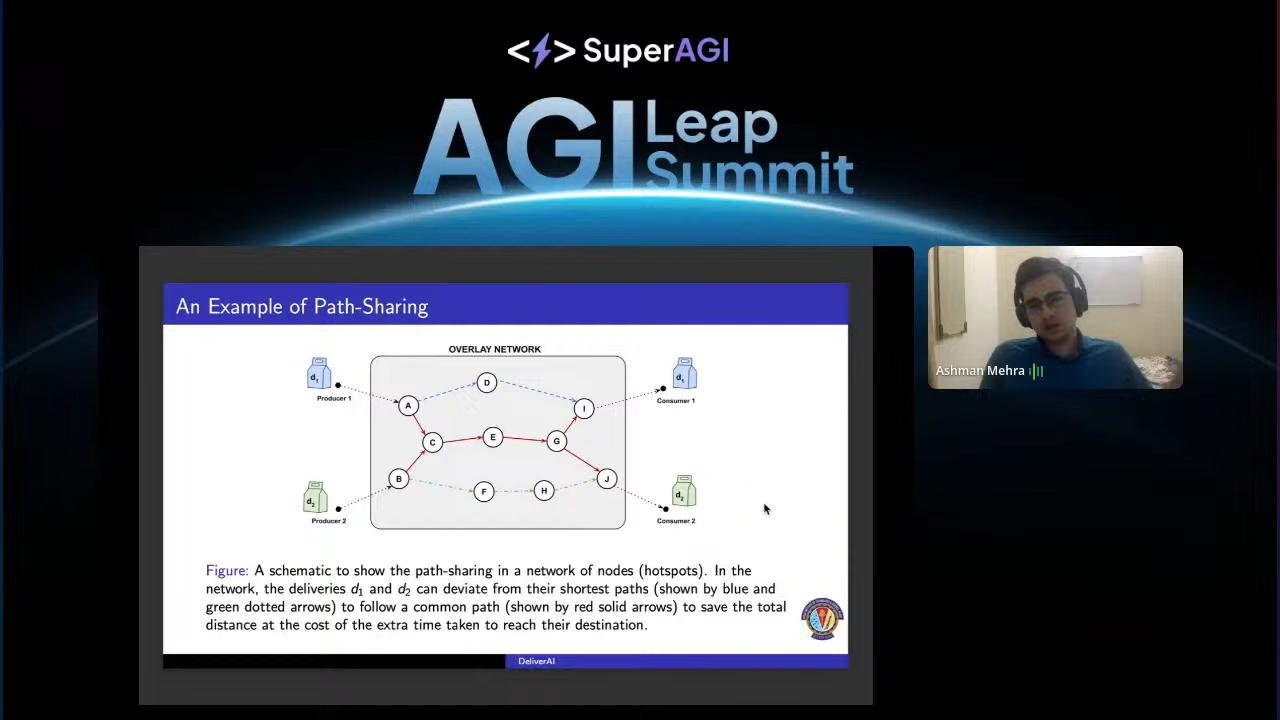 <⚡> SuperAGI
AGI Leap Summit
An Example of Path-Sharing
OVERLAY NETWORK
d1
Producer 1
d1
Consumer 1
A
D
I
C
E
G
B
F
H
J
d2
Producer 2
d2
Consumer 2
Ashman Mehra
Figure: A schematic to show the path-sharing in a network of nodes (hotspots). In the
network, the deliveries d1 and d2 can deviate from their shortest paths (shown by blue and
green dotted arrows) to follow a common path (shown by red solid arrows) to save the total
distance at the cost of the extra time taken to reach their destination.
DeliverAI